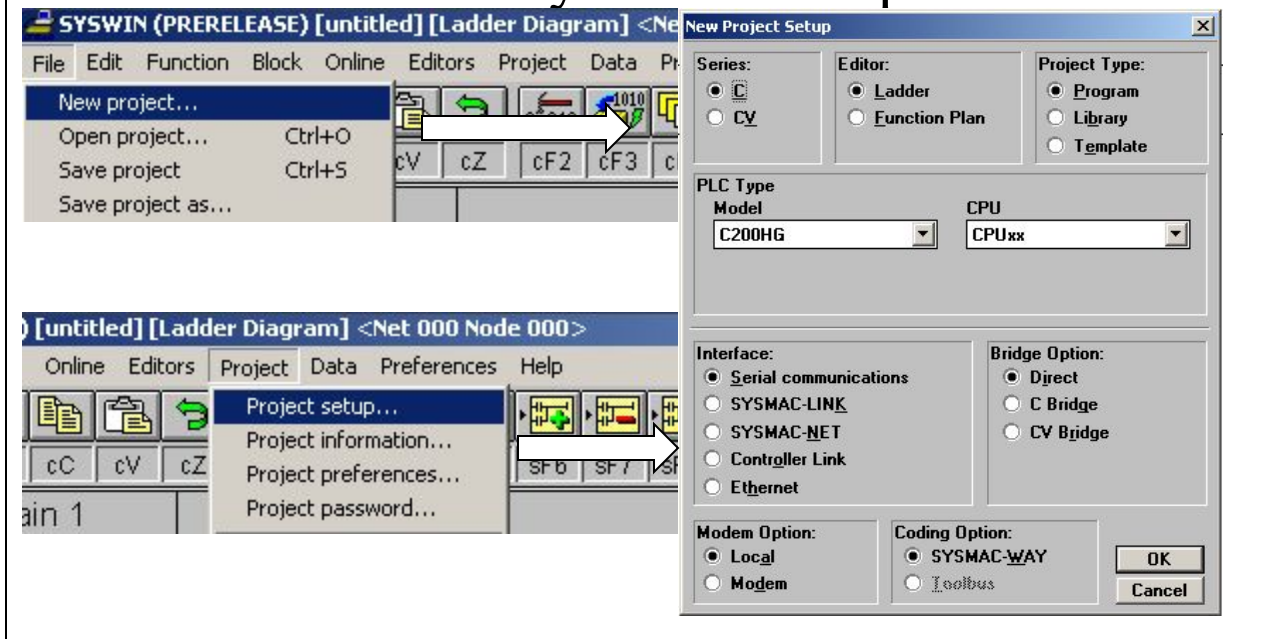 SYSWIN (PRERELEASE) [untitled] [Ladder Diagram] <Ne
File Edit Function Block Online Editors Project Data Pr
New project...
Open project... Ctrl+O
Save project Ctrl+S
Save project as...
1010
cV cZ cF2 cF3 c
) [untitled] [Ladder Diagram] <Net 000 Node 000>
Online Editors Project Data Preferences Help
Project setup...
Project information...
Project preferences...
Project password...
cC cV cZ sF6 sF7 sF
ain 1
New Project Setup
Series: Editor: Project Type:
C Ladder Program
CV Function Plan Library
Template
PLC Type
Model CPU
C200HG CPUxx
Interface: Bridge Option:
Serial communications Direct
SYSMAC-LINK C Bridge
SYSMAC-NET CV Bridge
Controller Link
Ethernet
Modem Option: Coding Option:
Local SYSMAC-WAY OK
Modem Toolbus Cancel